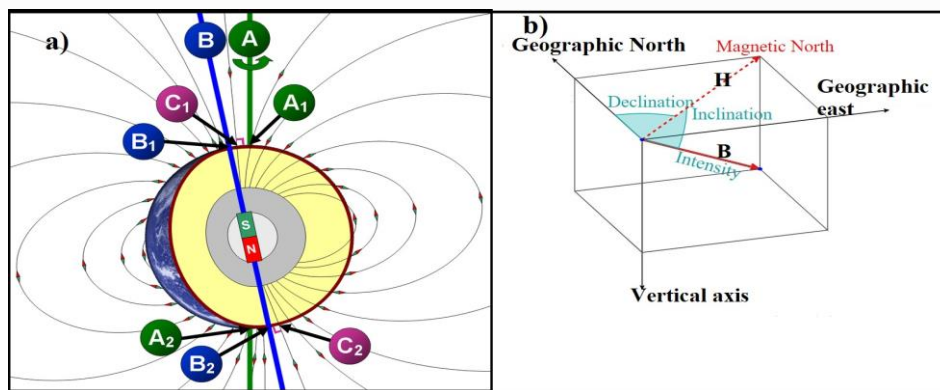 a)
B
A
C1
A1
B1
S
N
A2
B2
C2
b)
Geographic North
Magnetic North
H
Geographic
east
Declination
Inclination
B
Intensity
Vertical axis